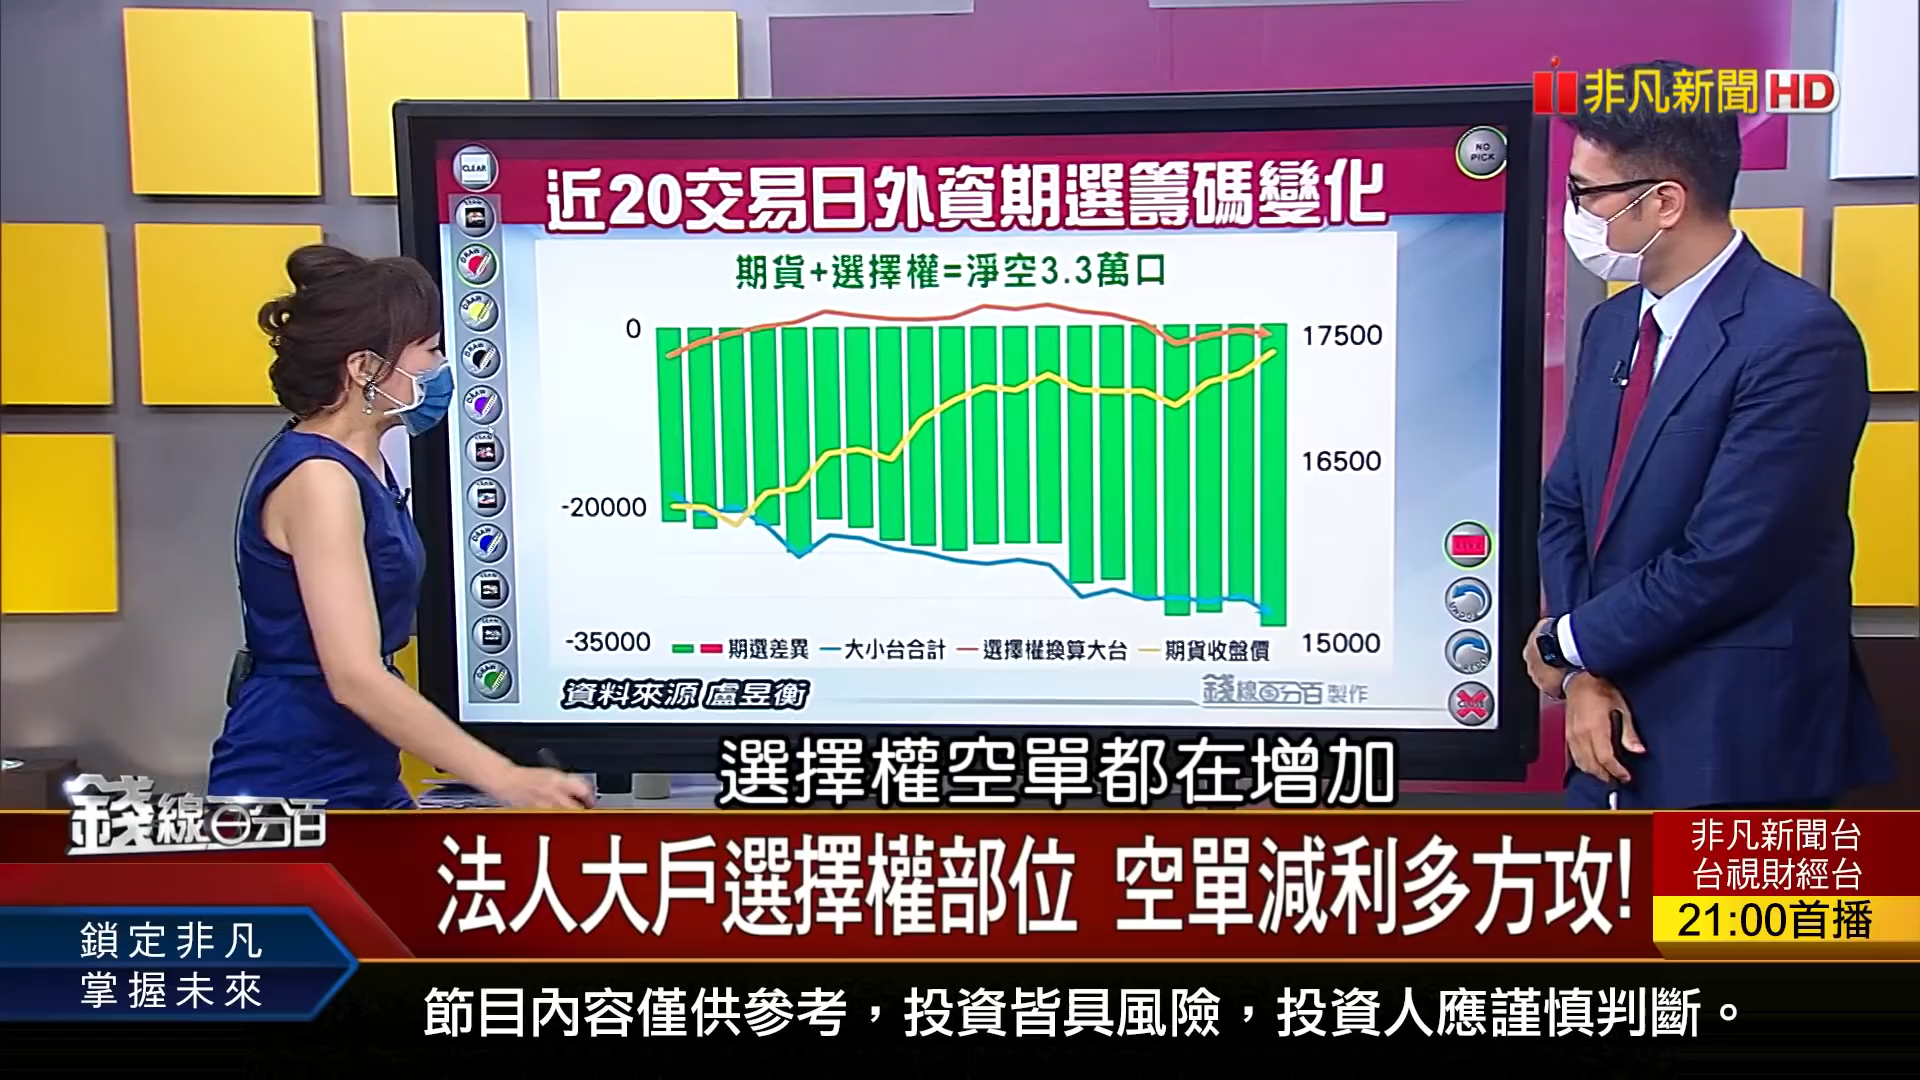 非凡新聞HD
CLEAR
NO PICK
近20交易日外資期選籌碼變化
期貨+選擇權=淨空3.3萬口
0
-20000
-35000
17500
16500
15000
期選差異
大小台合計
選擇權換算大台
期貨收盤價
資料來源 盧昱衡
錢線百分百 製作
選擇權空單都在增加
錢線百分百
法人大戶選擇權部位 空單減利多方攻!
非凡新聞台
台視財經台
21:00首播
鎖定非凡
掌握未來
節目內容僅供參考，投資皆具風險，投資人應謹慎判斷。